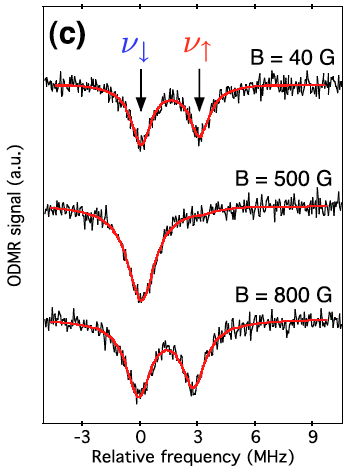 (c)
ν↓
ν↑
B = 40 G
B = 500 G
B = 800 G
ODMR signal (a.u.)
-3 0 3 6 9
Relative frequency (MHz)